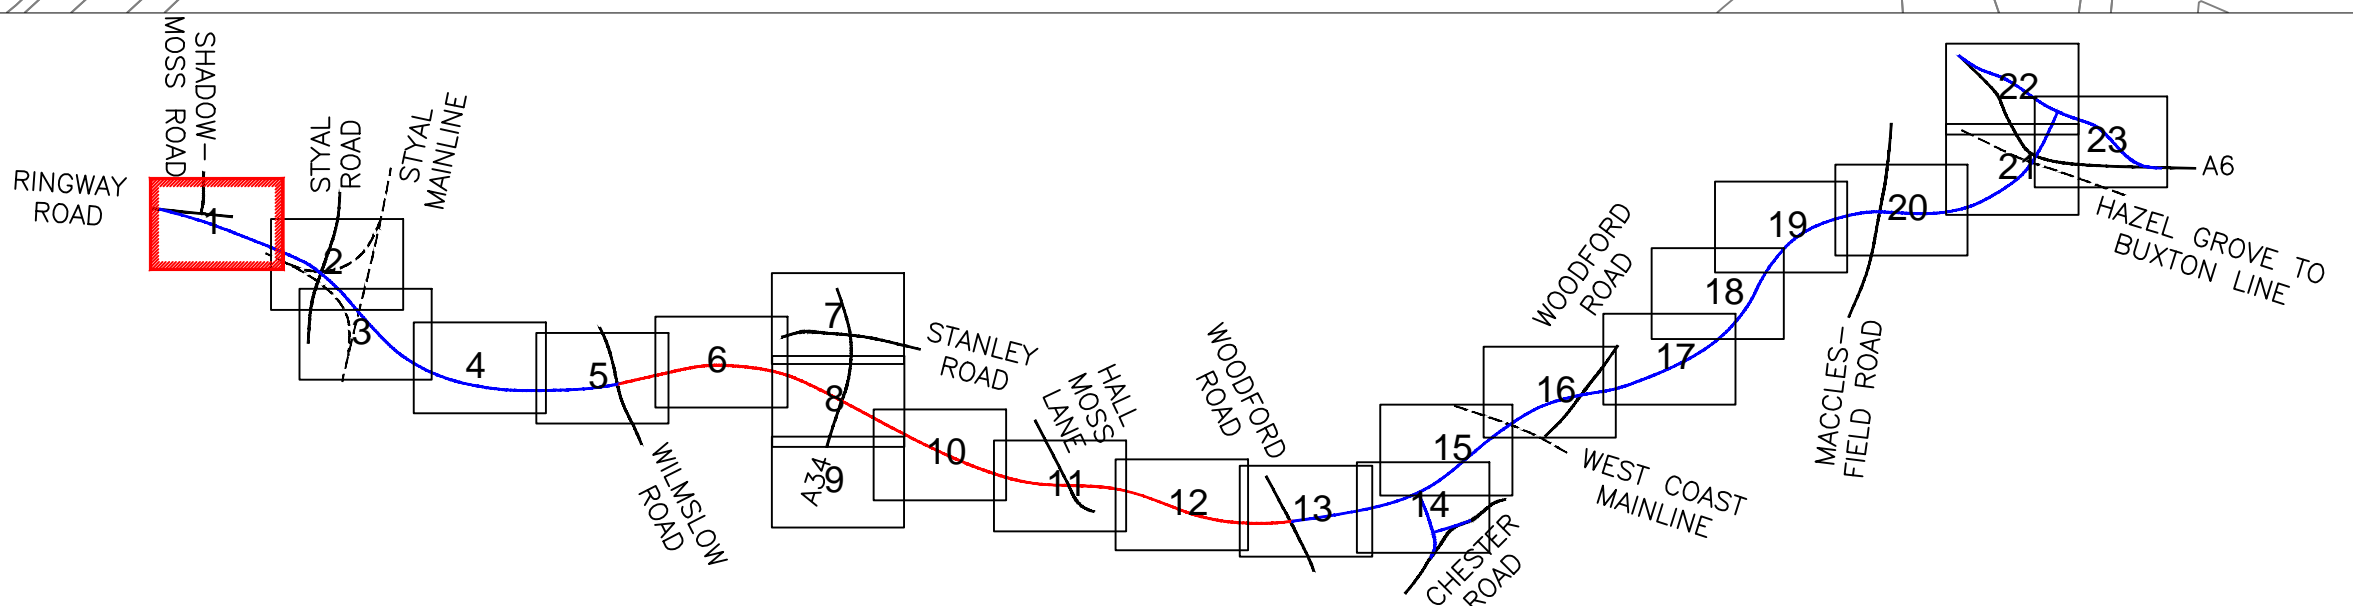 SHADOW-
MOSS ROAD
RINGWAY
ROAD
1
STYAL
ROAD
STYAL
MAINLINE
2
3
4
5
WILMSLOW
ROAD
6
7
STANLEY
ROAD
8
A34
9
10
HALL
MOSS
LANE
11
12
WOODFORD
ROAD
13
14
CHESTER
ROAD
15
WEST COAST
MAINLINE
16
WOODFORD
ROAD
17
18
19
MACCLES-
FIELD ROAD
20
21
22
23
A6
HAZEL GROVE TO
BUXTON LINE